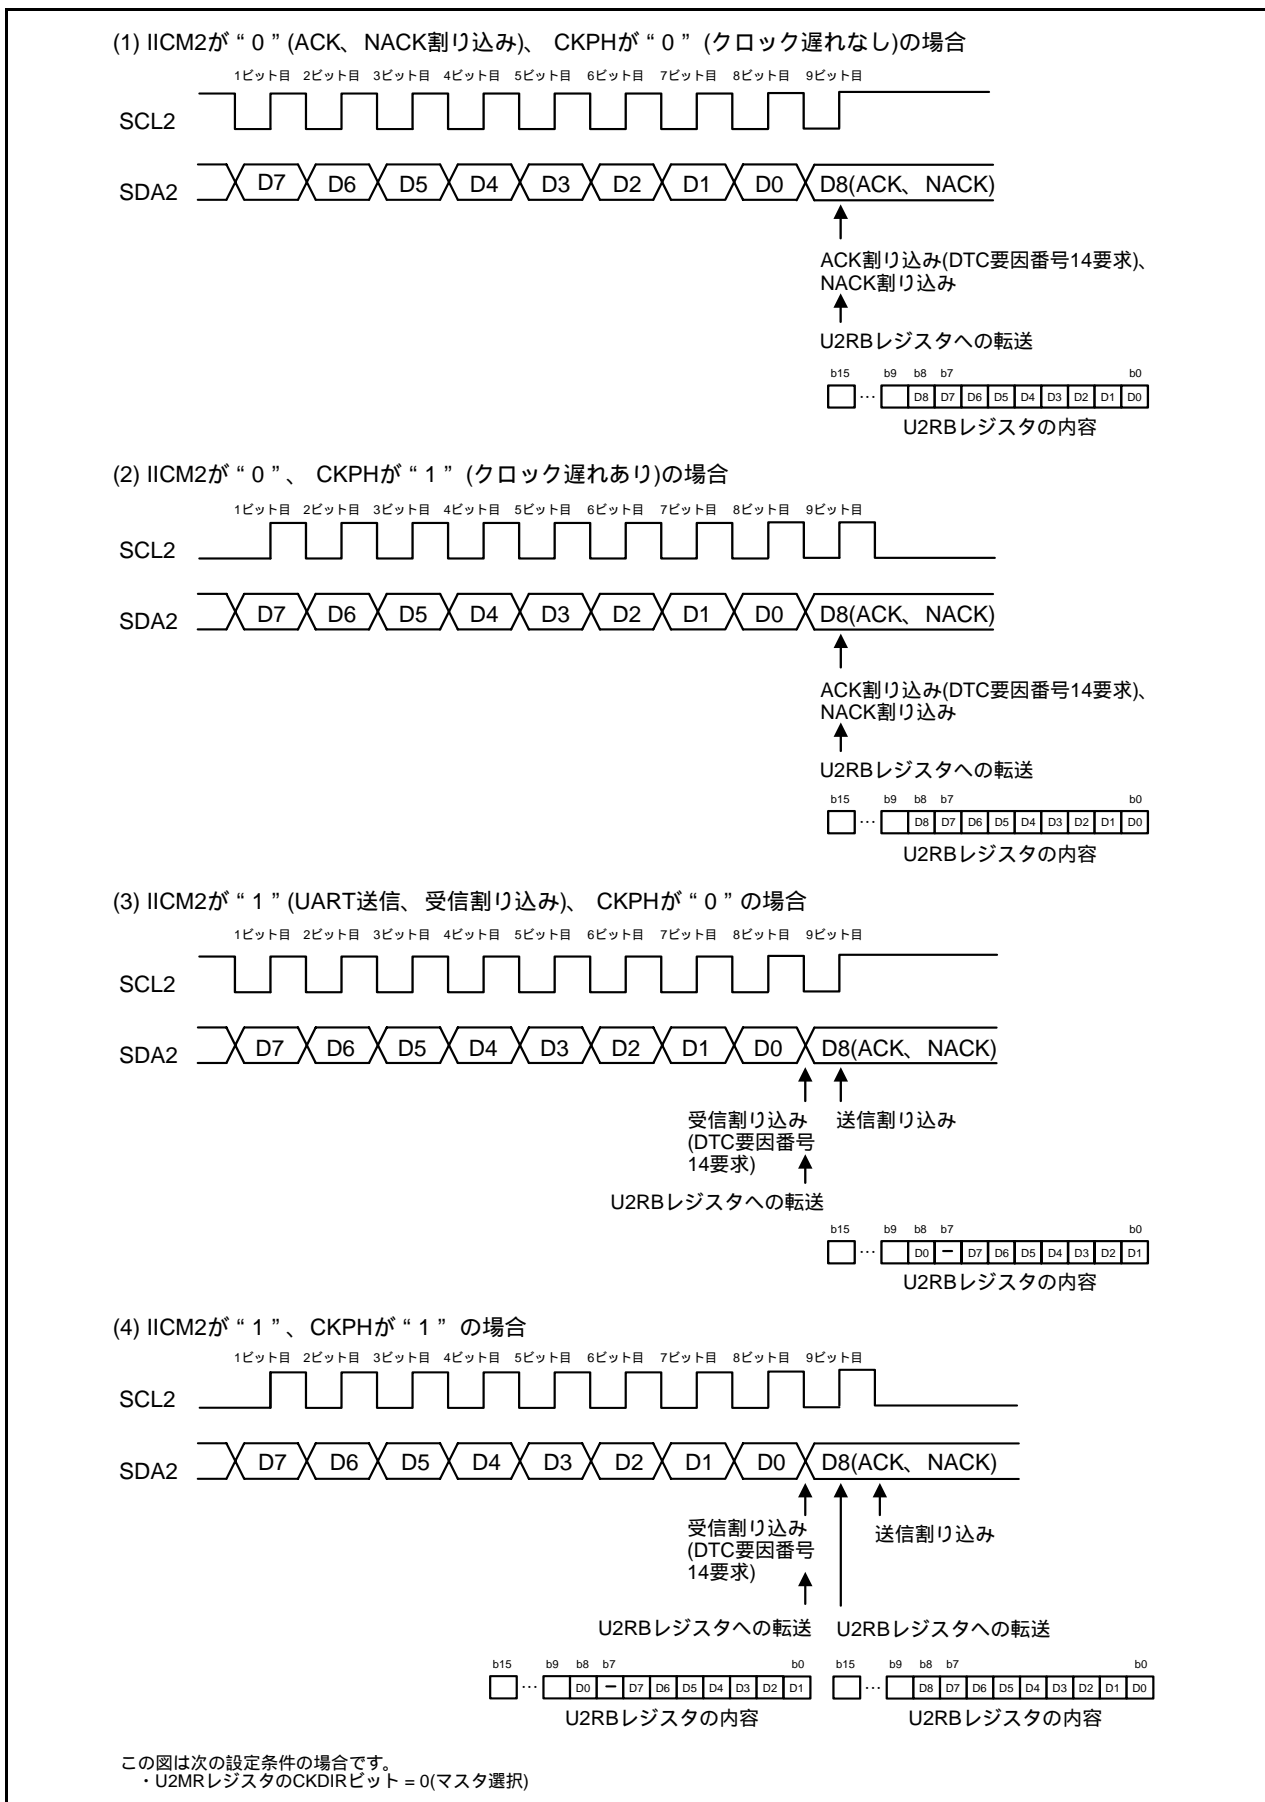 (1) IICM2が“0”(ACK、NACK割り込み)、 CKPHが“0” (クロック遅れなし)の場合
1ビット目 2ビット目 3ビット目 4ビット目 5ビット目 6ビット目 7ビット目 8ビット目 9ビット目
SCL2
SDA2 D7 D6 D5 D4 D3 D2 D1 D0 D8(ACK、 NACK)
ACK割り込み(DTC要因番号14要求)、
NACK割り込み
U2RBレジスタへの転送
b15 b9 b8 b7 b0
… D8 D7 D6 D5 D4 D3 D2 D1 D0
U2RBレジスタの内容
(2) IICM2が“0”、 CKPHが“1” (クロック遅れあり)の場合
1ビット目 2ビット目 3ビット目 4ビット目 5ビット目 6ビット目 7ビット目 8ビット目 9ビット目
SCL2
SDA2 D7 D6 D5 D4 D3 D2 D1 D0 D8(ACK、 NACK)
ACK割り込み(DTC要因番号14要求)、
NACK割り込み
U2RBレジスタへの転送
b15 b9 b8 b7 b0
… D8 D7 D6 D5 D4 D3 D2 D1 D0
U2RBレジスタの内容
(3) IICM2が“1”(UART送信、受信割り込み)、 CKPHが“0”の場合
1ビット目 2ビット目 3ビット目 4ビット目 5ビット目 6ビット目 7ビット目 8ビット目 9ビット目
SCL2
SDA2 D7 D6 D5 D4 D3 D2 D1 D0 D8(ACK、 NACK)
受信割り込み 送信割り込み
(DTC要因番号
14要求)
U2RBレジスタへの転送
b15 b9 b8 b7 b0
… D0 − D7 D6 D5 D4 D3 D2 D1
U2RBレジスタの内容
(4) IICM2が“1”、CKPHが“1” の場合
1ビット目 2ビット目 3ビット目 4ビット目 5ビット目 6ビット目 7ビット目 8ビット目 9ビット目
SCL2
SDA2 D7 D6 D5 D4 D3 D2 D1 D0 D8(ACK、 NACK)
受信割り込み 送信割り込み
(DTC要因番号
14要求)
U2RBレジスタへの転送 U2RBレジスタへの転送
b15 b9 b8 b7 b0 b15 b9 b8 b7 b0
… D0 − D7 D6 D5 D4 D3 D2 D1 … D8 D7 D6 D5 D4 D3 D2 D1 D0
U2RBレジスタの内容 U2RBレジスタの内容
この図は次の設定条件の場合です。
・U2MRレジスタのCKDIRビット = 0(マスタ選択)